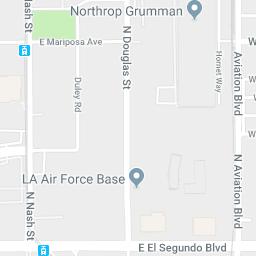 Northrop Grumman
Nash St
E Mariposa Ave
N Douglas St
Duley Rd
Hornet Way
Aviation Blvd
W
W
LA Air Force Base
N Nash St
N Aviation Blvd
W
E El Segundo Blvd